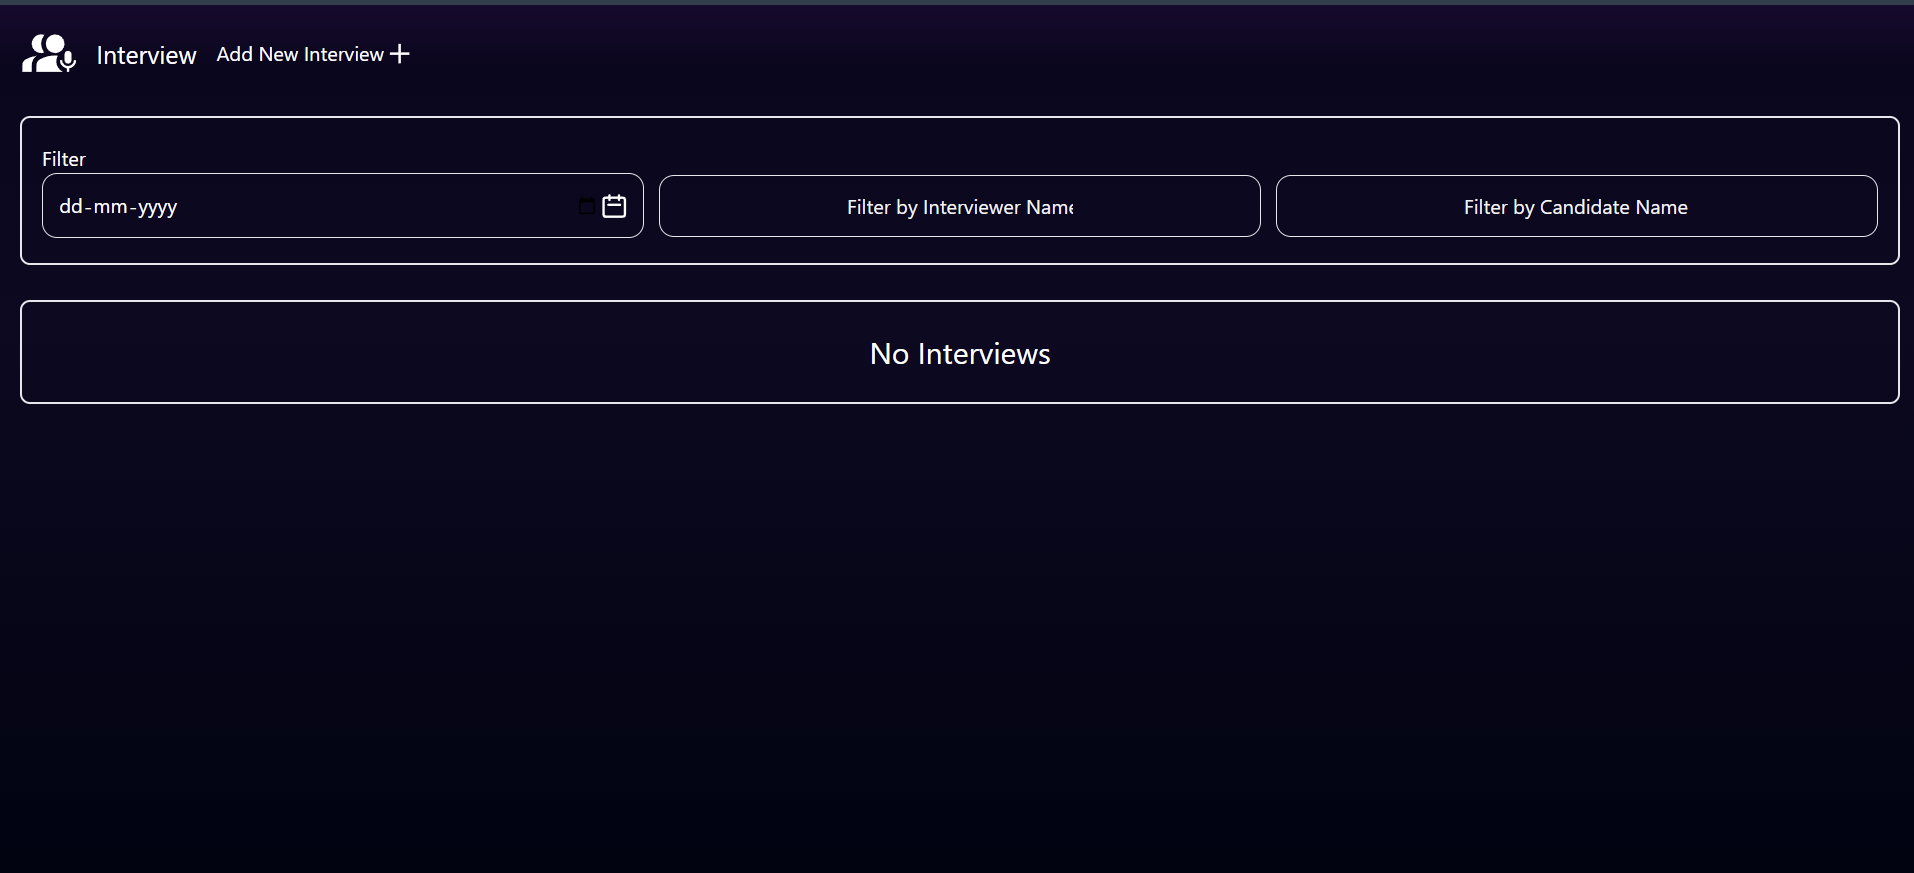 Interview Add New Interview
Filter
dd-mm-yyyy Filter by Interviewer Name Filter by Candidate Name
No Interviews